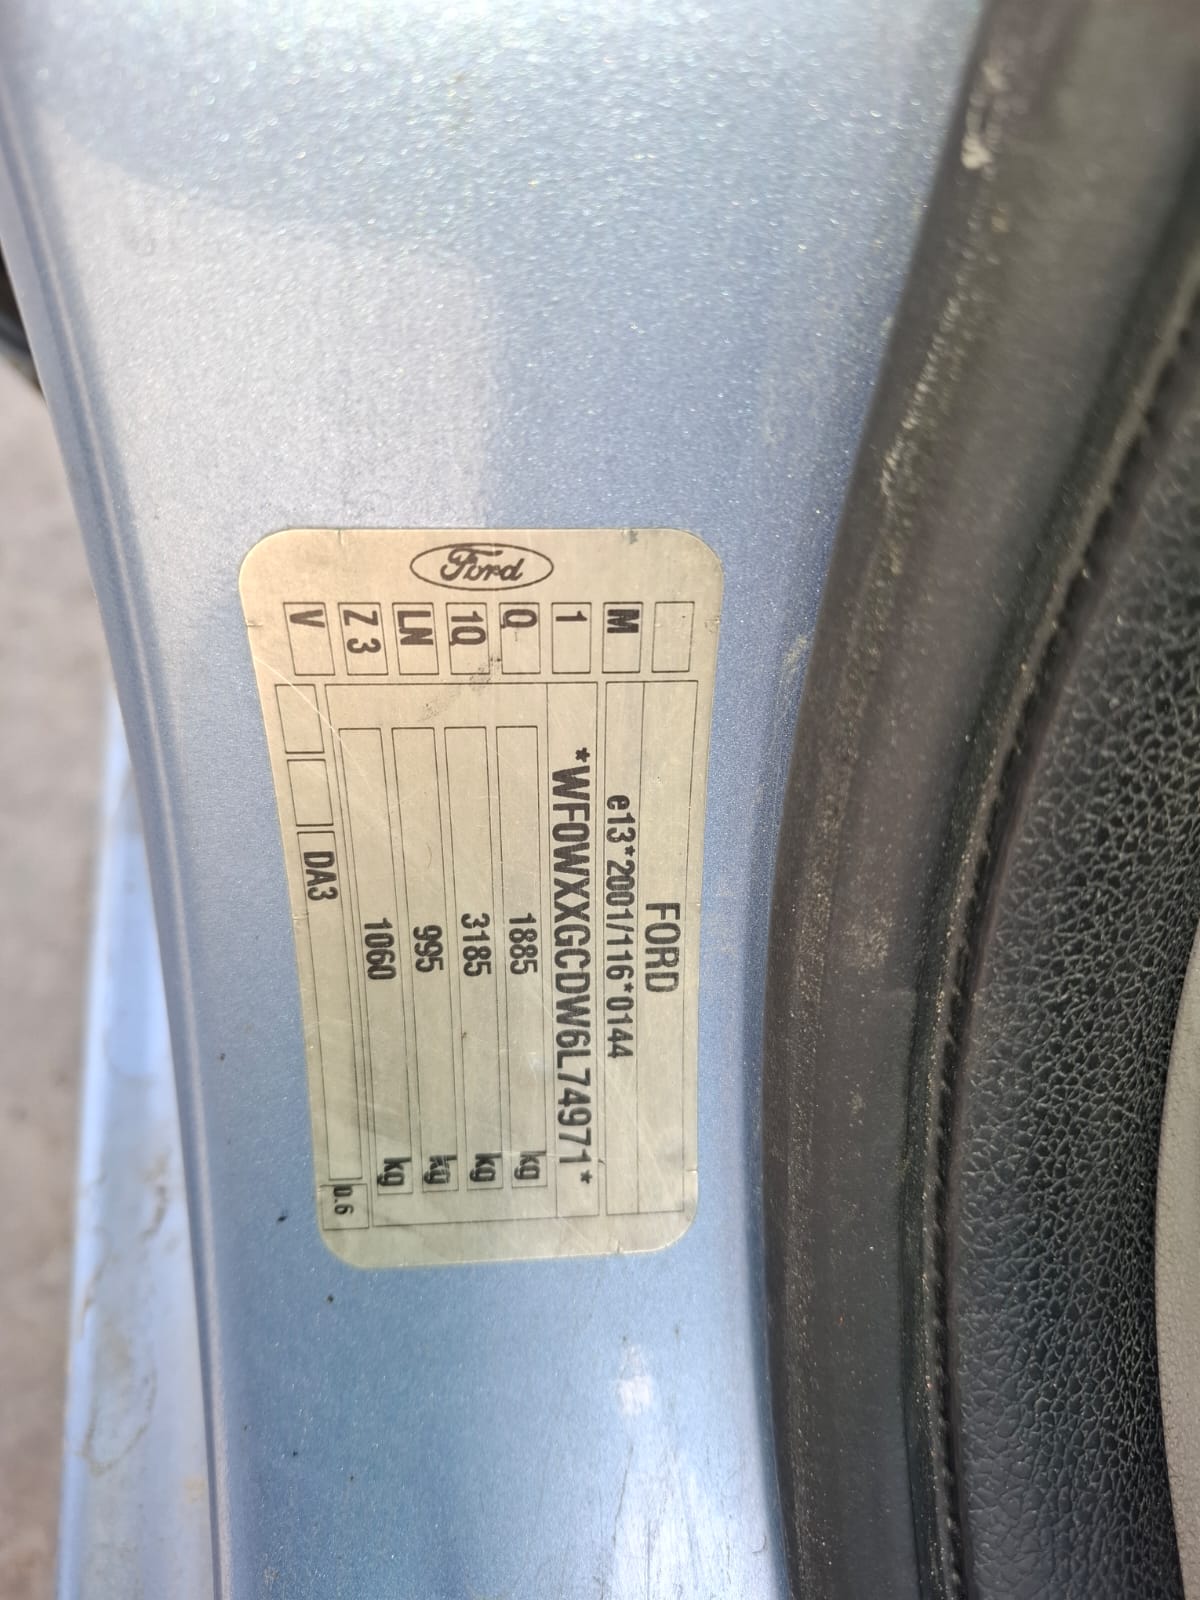 Ford
FORD
M e13*2001/116*0144
1 *WF0WXXGCDW6L74971*
Q 1885 kg
1Q 3185 kg
LN 995 kg
Z 3 1060 kg
V DA3 0.6